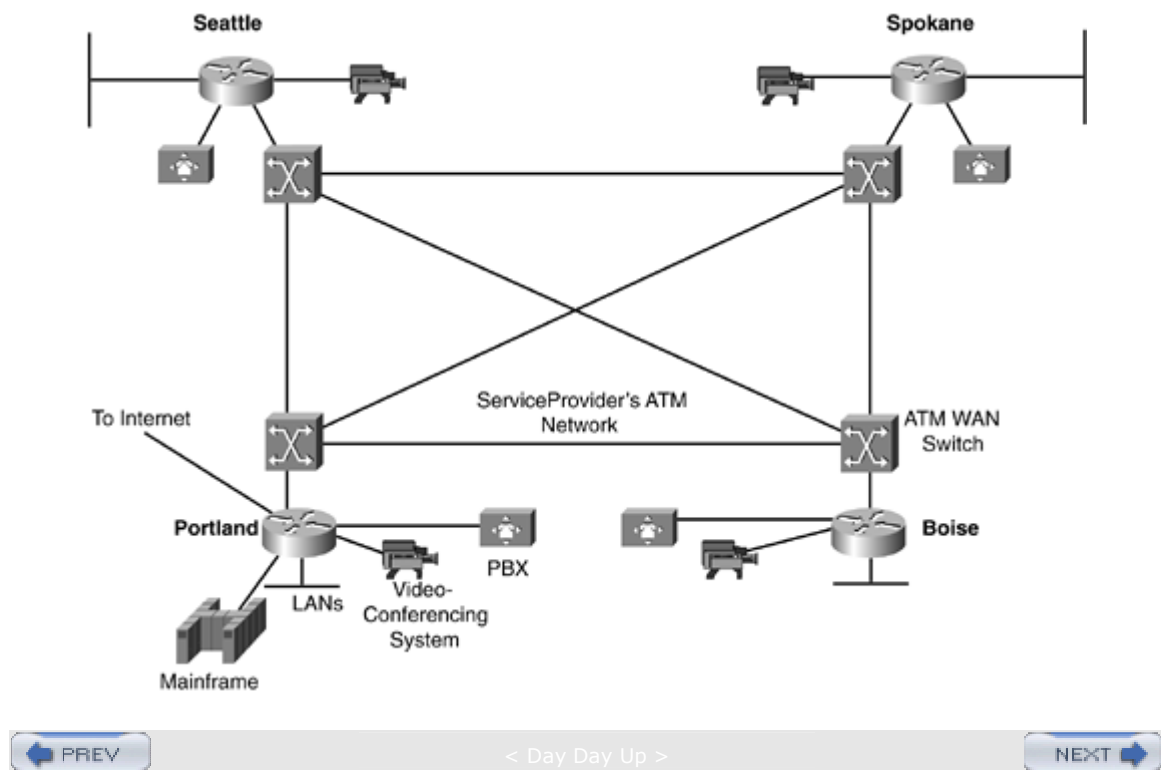 Seattle
Spokane
To Internet
ServiceProvider's ATM
Network
ATM WAN
Switch
Portland
Boise
PBX
LANs
Video-
Conferencing
System
Mainframe
PREV
< Day Day Up >
NEXT